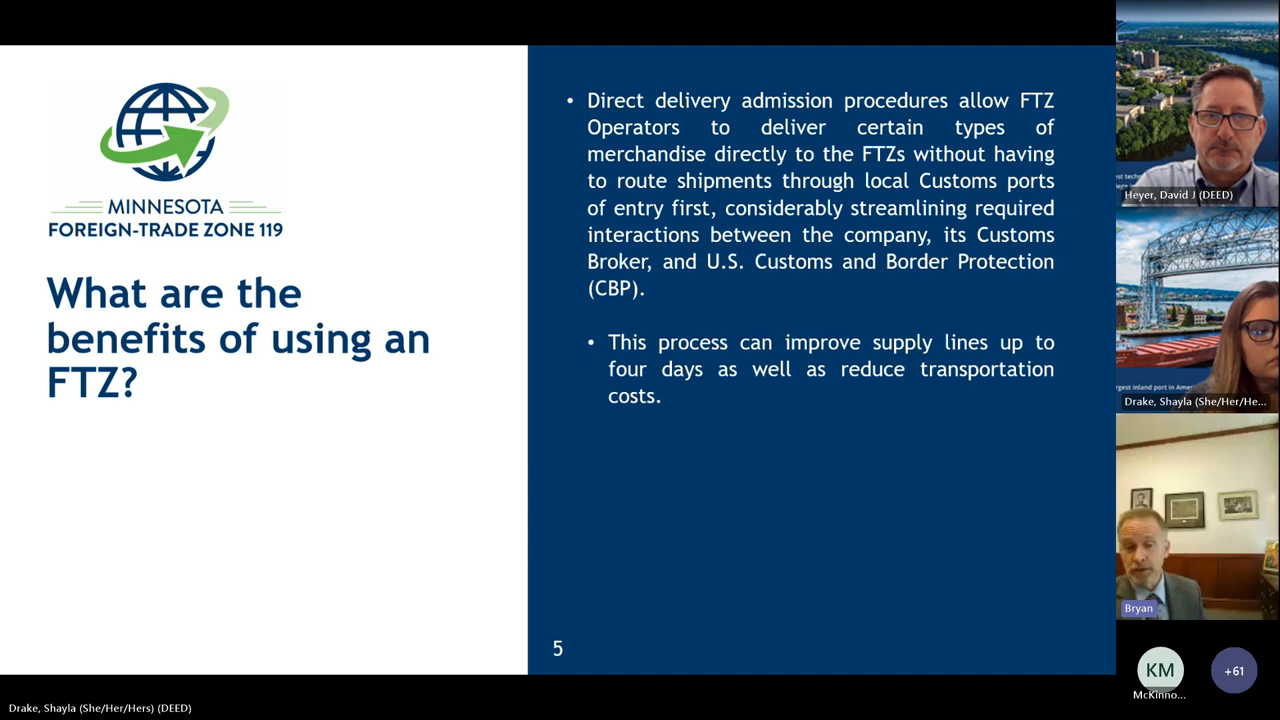 MINNESOTA
FOREIGN-TRADE ZONE 119
What are the
benefits of using an
FTZ?
• Direct delivery admission procedures allow FTZ
Operators to deliver certain types of
merchandise directly to the FTZs without having
to route shipments through local Customs ports
of entry first, considerably streamlining required
interactions between the company, its Customs
Broker, and U.S. Customs and Border Protection
(CBP).
• This process can improve supply lines up to
four days as well as reduce transportation
costs.
5
Heyer, David J (DEED)
Drake, Shayla (She/Her/He...
Bryan
KM
McKinno...
+61
Drake, Shayla (She/Her/Hers) (DEED)